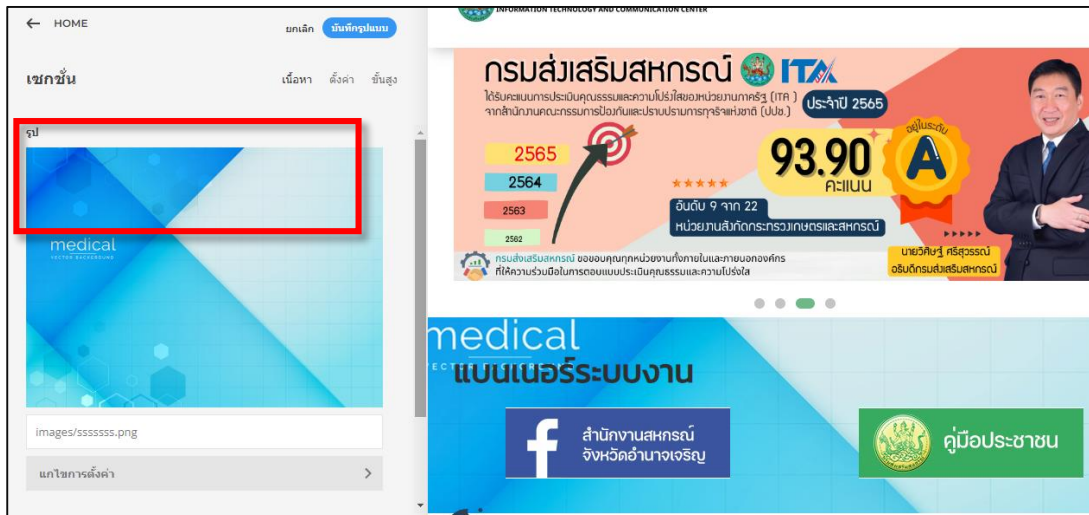 HOME
ยกเลิก
บันทึกรูปแบบ
เซกชั่น
เนื้อหา
ตั้งค่า
ขั้นสูง
รูป
medical
VECTOR BACKGROUND
images/sssssss.png
แก้ไขการตั้งค่า
INFORMATION TECHNOLOGY AND COMMUNICATION CENTER
กรมส่งเสริมสหกรณ์ ITA
ได้รับคะแนนการประเมินคุณธรรมและความโปร่งใสของหน่วยงานภาครัฐ (ITA )
จากสำนักงานคณะกรรมการป้องกันและปราบปรามการทุจริตแห่งชาติ (ปปช.)
ประจำปี 2565
2565
2564
2563
2562
93.90
คะแนน
อยู่ในระดับ
A
อันดับ 9 จาก 22
หน่วยงานสังกัดกระทรวงเกษตรและสหกรณ์
กรมส่งเสริมสหกรณ์ ขอขอบคุณทุกหน่วยงานทั้งภายในและภายนอกองค์กร
ที่ให้ความร่วมมือในการตอบแบบประเมินคุณธรรมและความโปร่งใส
นายวิศิษฐ์ ศรีสุวรรณ์
อธิบดีกรมส่งเสริมสหกรณ์
medical
แบนเนอร์ระบบงาน
สำนักงานสหกรณ์
จังหวัดอำนาจเจริญ
คู่มือประชาชน